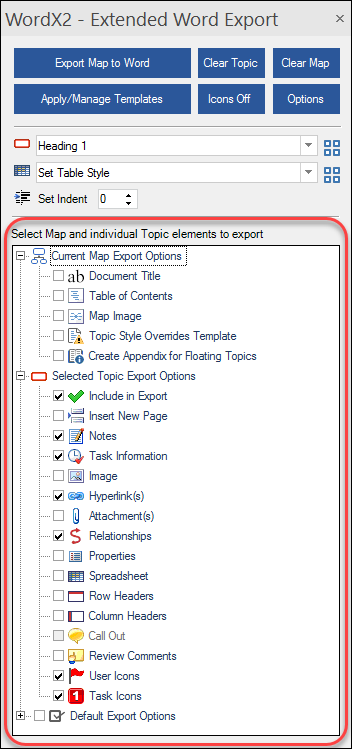 WordX2 - Extended Word Export
Export Map to Word
Clear Topic
Clear Map
Apply/Manage Templates
Icons Off
Options
Heading 1
Set Table Style
Set Indent
0
Select Map and individual Topic elements to export
Current Map Export Options
ab Document Title
Table of Contents
Map Image
Topic Style Overrides Template
Create Appendix for Floating Topics
Selected Topic Export Options
Include in Export
Insert New Page
Notes
Task Information
Image
Hyperlink(s)
Attachment(s)
Relationships
Properties
Spreadsheet
Row Headers
Column Headers
Call Out
Review Comments
User Icons
1 Task Icons
Default Export Options